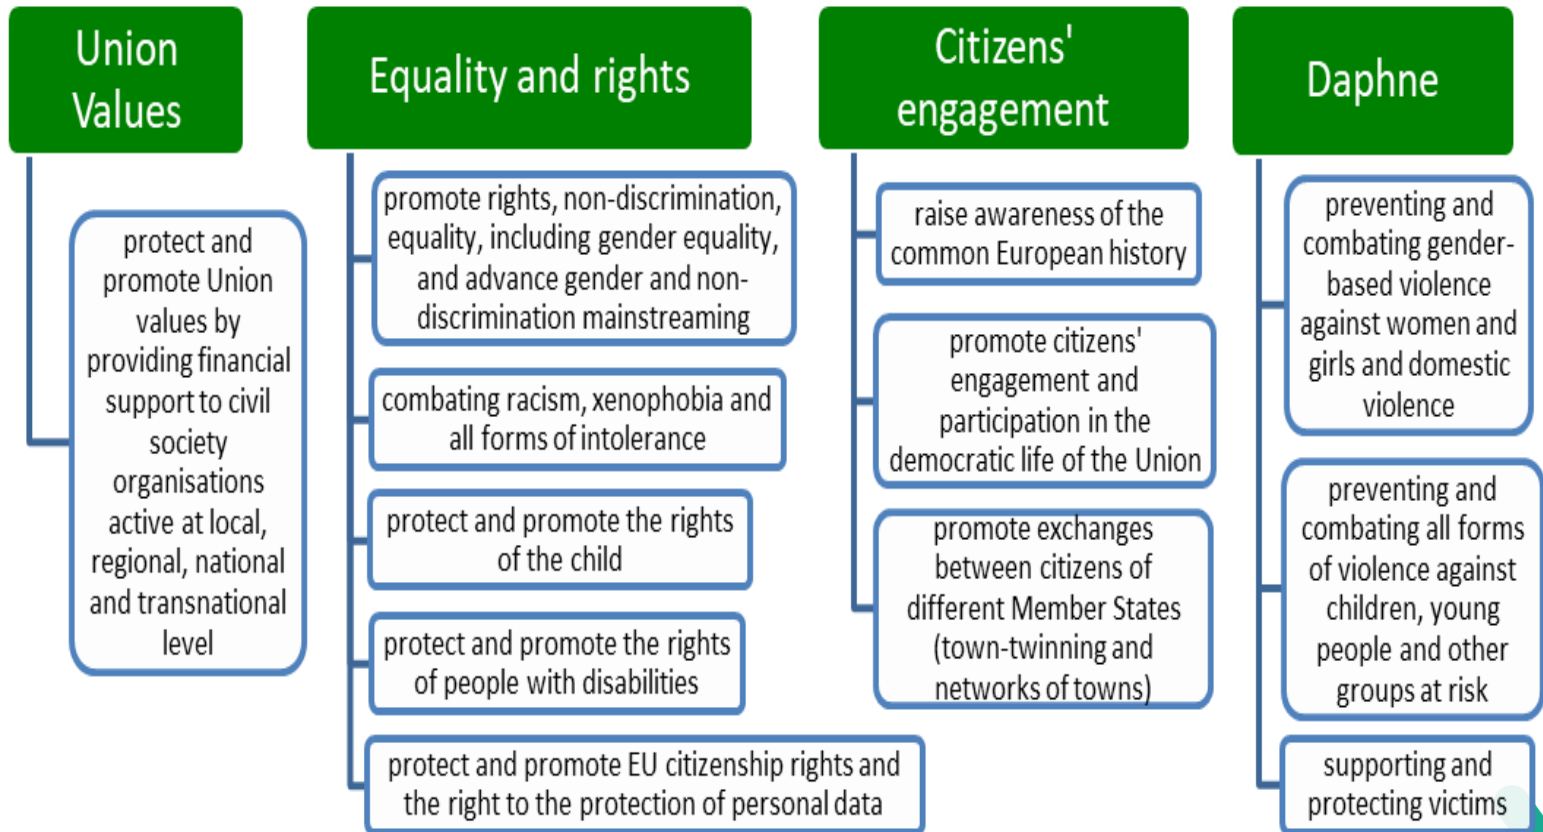 Union
Values
protect and
promote Union
values by
providing financial
support to civil
society
organisations
active at local,
regional, national
and transnational
level
Equality and rights
promote rights, non-discrimination,
equality, including gender equality,
and advance gender and non-
discrimination mainstreaming
combating racism, xenophobia and
all forms of intolerance
protect and promote the rights
of the child
protect and promote the rights
of people with disabilities
protect and promote EU citizenship rights and
the right to the protection of personal data
Citizens'
engagement
raise awareness of the
common European history
promote citizens'
engagement and
participation in the
democratic life of the Union
promote exchanges
between citizens of
different Member States
(town-twinning and
networks of towns)
Daphne
preventing and
combating gender-
based violence
against women and
girls and domestic
violence
preventing and
combating all forms
of violence against
children, young
people and other
groups at risk
supporting and
protecting victims